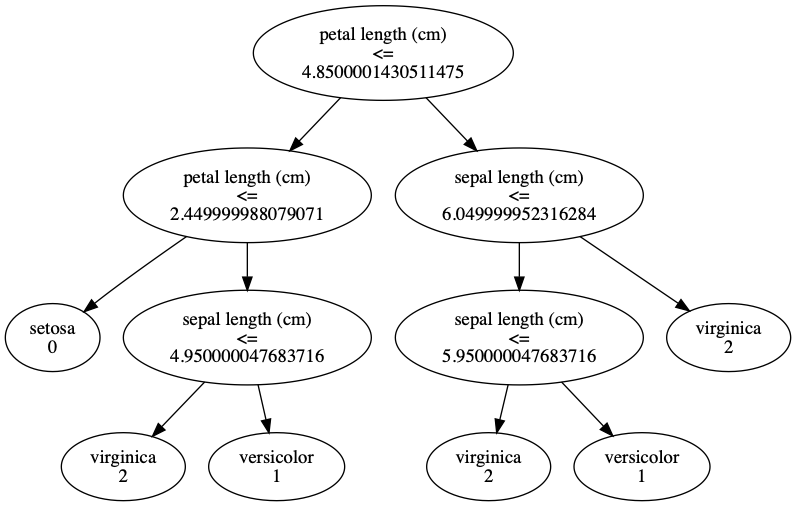 petal length (cm)
<=
4.8500001430511475
petal length (cm)
<=
2.449999988079071
sepal length (cm)
<=
6.049999952316284
setosa
0
sepal length (cm)
<=
4.950000047683716
sepal length (cm)
<=
5.950000047683716
virginica
2
virginica
2
versicolor
1
virginica
2
versicolor
1